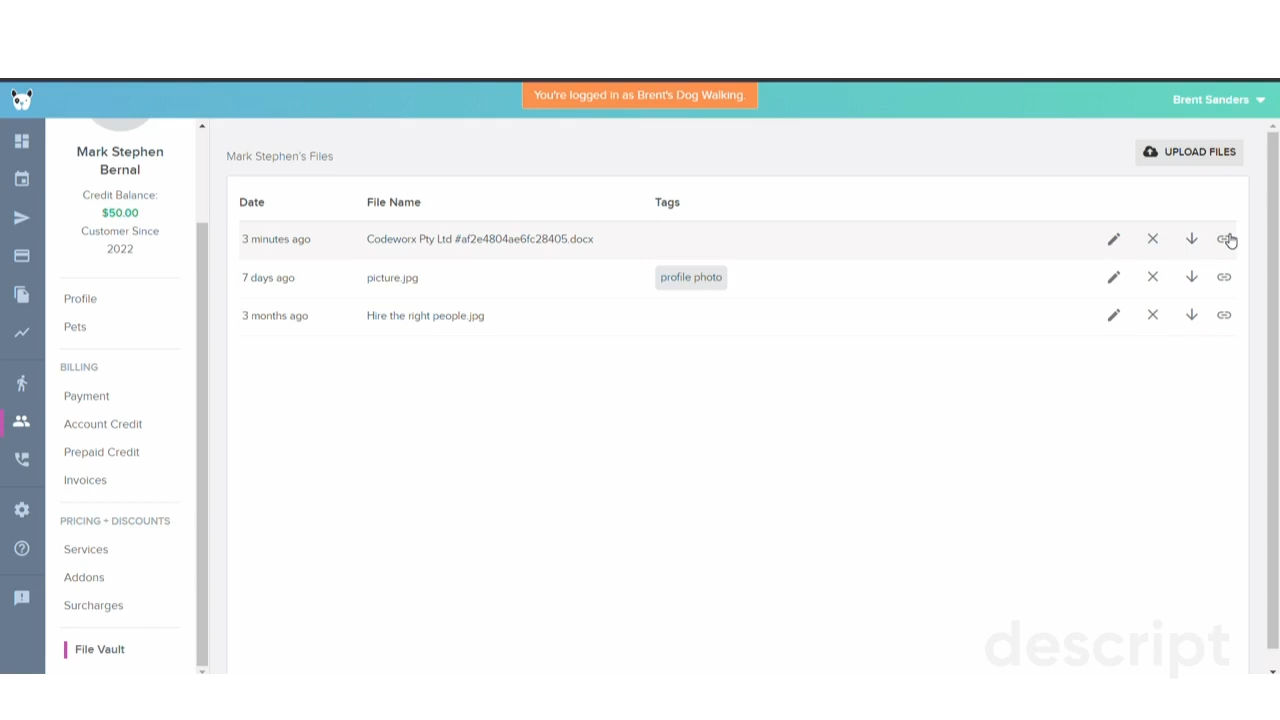 You're logged in as Brent's Dog Walking.
Brent Sanders
Mark Stephen
Bernal
Credit Balance:
$50.00
Customer Since
2022
Profile
Pets
BILLING
Payment
Account Credit
Prepaid Credit
Invoices
PRICING + DISCOUNTS
Services
Addons
Surcharges
File Vault
Mark Stephen's Files
UPLOAD FILES
Date File Name Tags
3 minutes ago Codeworx Pty Ltd #af2e4804ae6fc28405.docx
7 days ago picture.jpg profile photo
3 months ago Hire the right people.jpg
descript